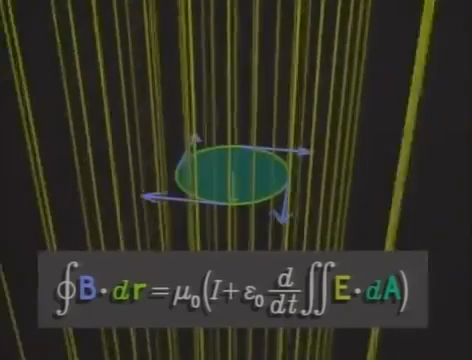 ∮B·dr=μ₀(I+ε₀ d/dt ∬E·dA)